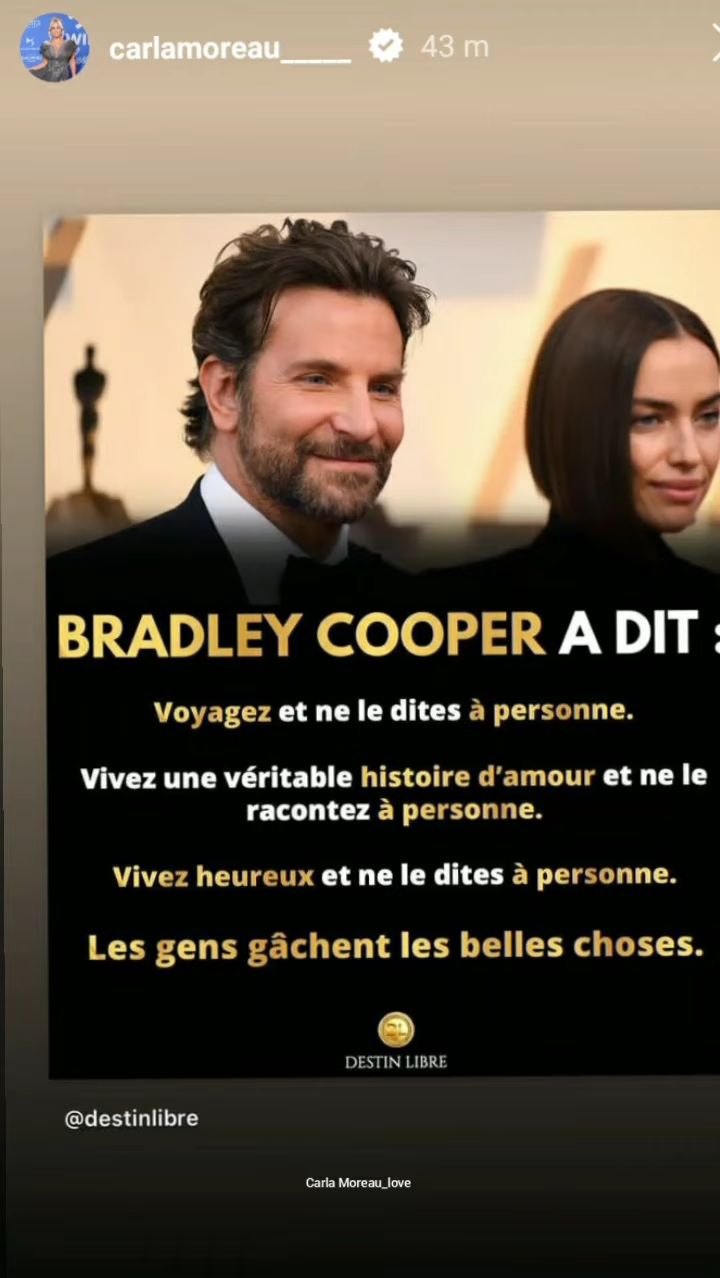 carlamoreau_____ 43 m
BRADLEY COOPER A DIT :
Voyagez et ne le dites à personne.
Vivez une véritable histoire d’amour et ne le
racontez à personne.
Vivez heureux et ne le dites à personne.
Les gens gâchent les belles choses.
DL
DESTIN LIBRE
@destinlibre
Carla Moreau_love